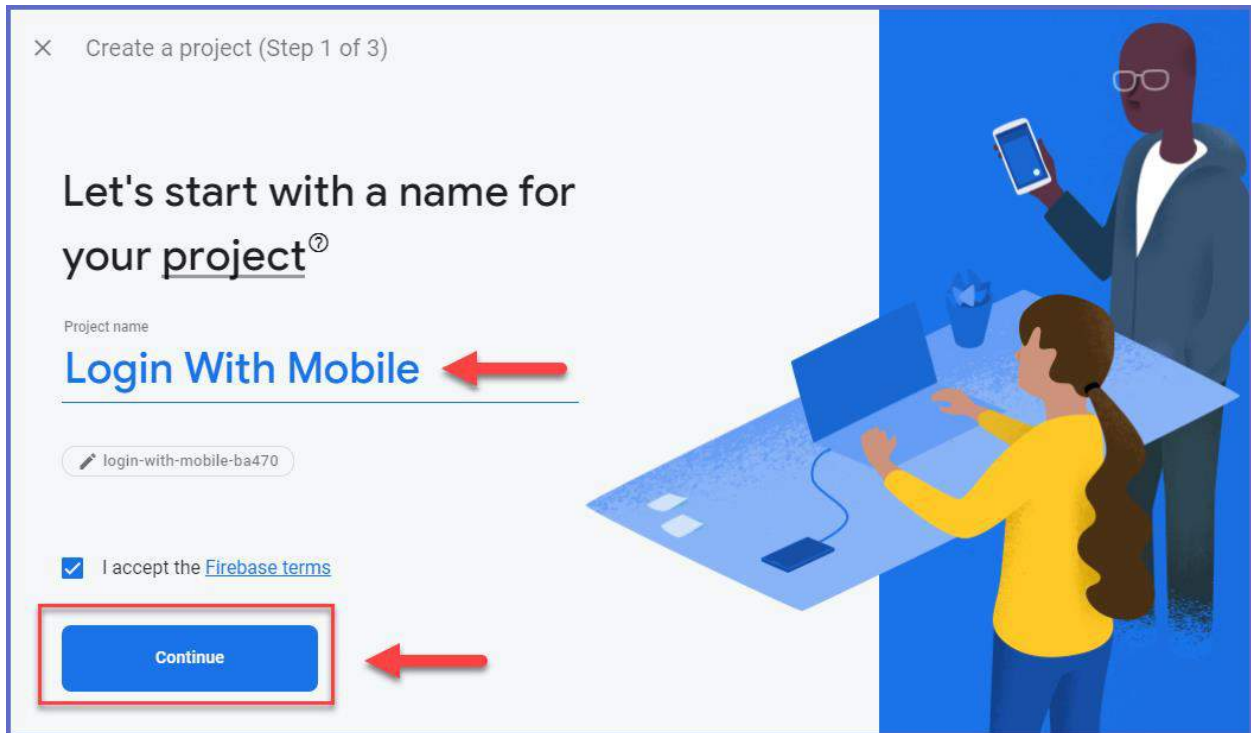 Create a project (Step 1 of 3)
Let's start with a name for
your project
Project name
Login With Mobile
login-with-mobile-ba470
I accept the Firebase terms
Continue